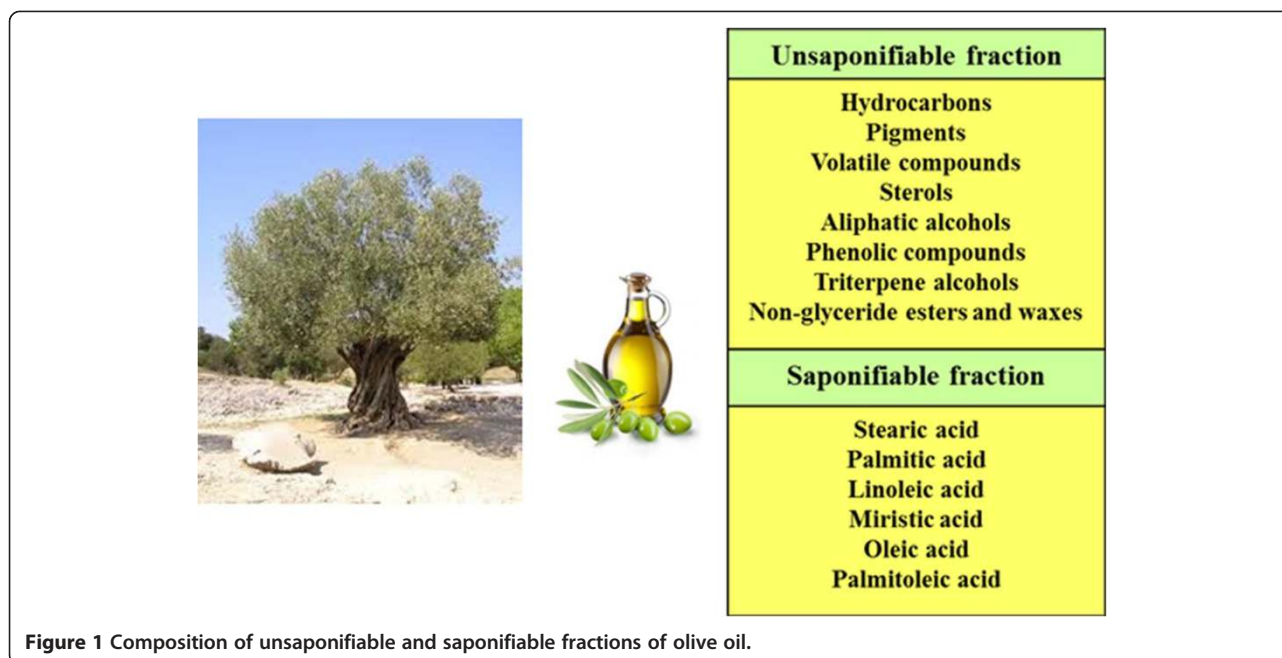 Unsaponifiable fraction
Hydrocarbons
Pigments
Volatile compounds
Sterols
Aliphatic alcohols
Phenolic compounds
Triterpene alcohols
Non-glyceride esters and waxes
Saponifiable fraction
Stearic acid
Palmitic acid
Linoleic acid
Miristic acid
Oleic acid
Palmitoleic acid
Figure 1 Composition of unsaponifiable and saponifiable fractions of olive oil.